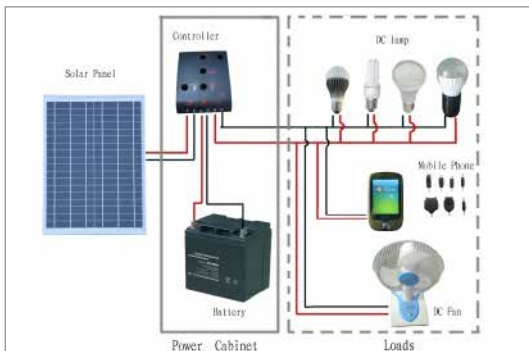 Controller
DC lamp
Solar Panel
Mobile Phone
Battery
DC Fan
Power Cabinet
Loads